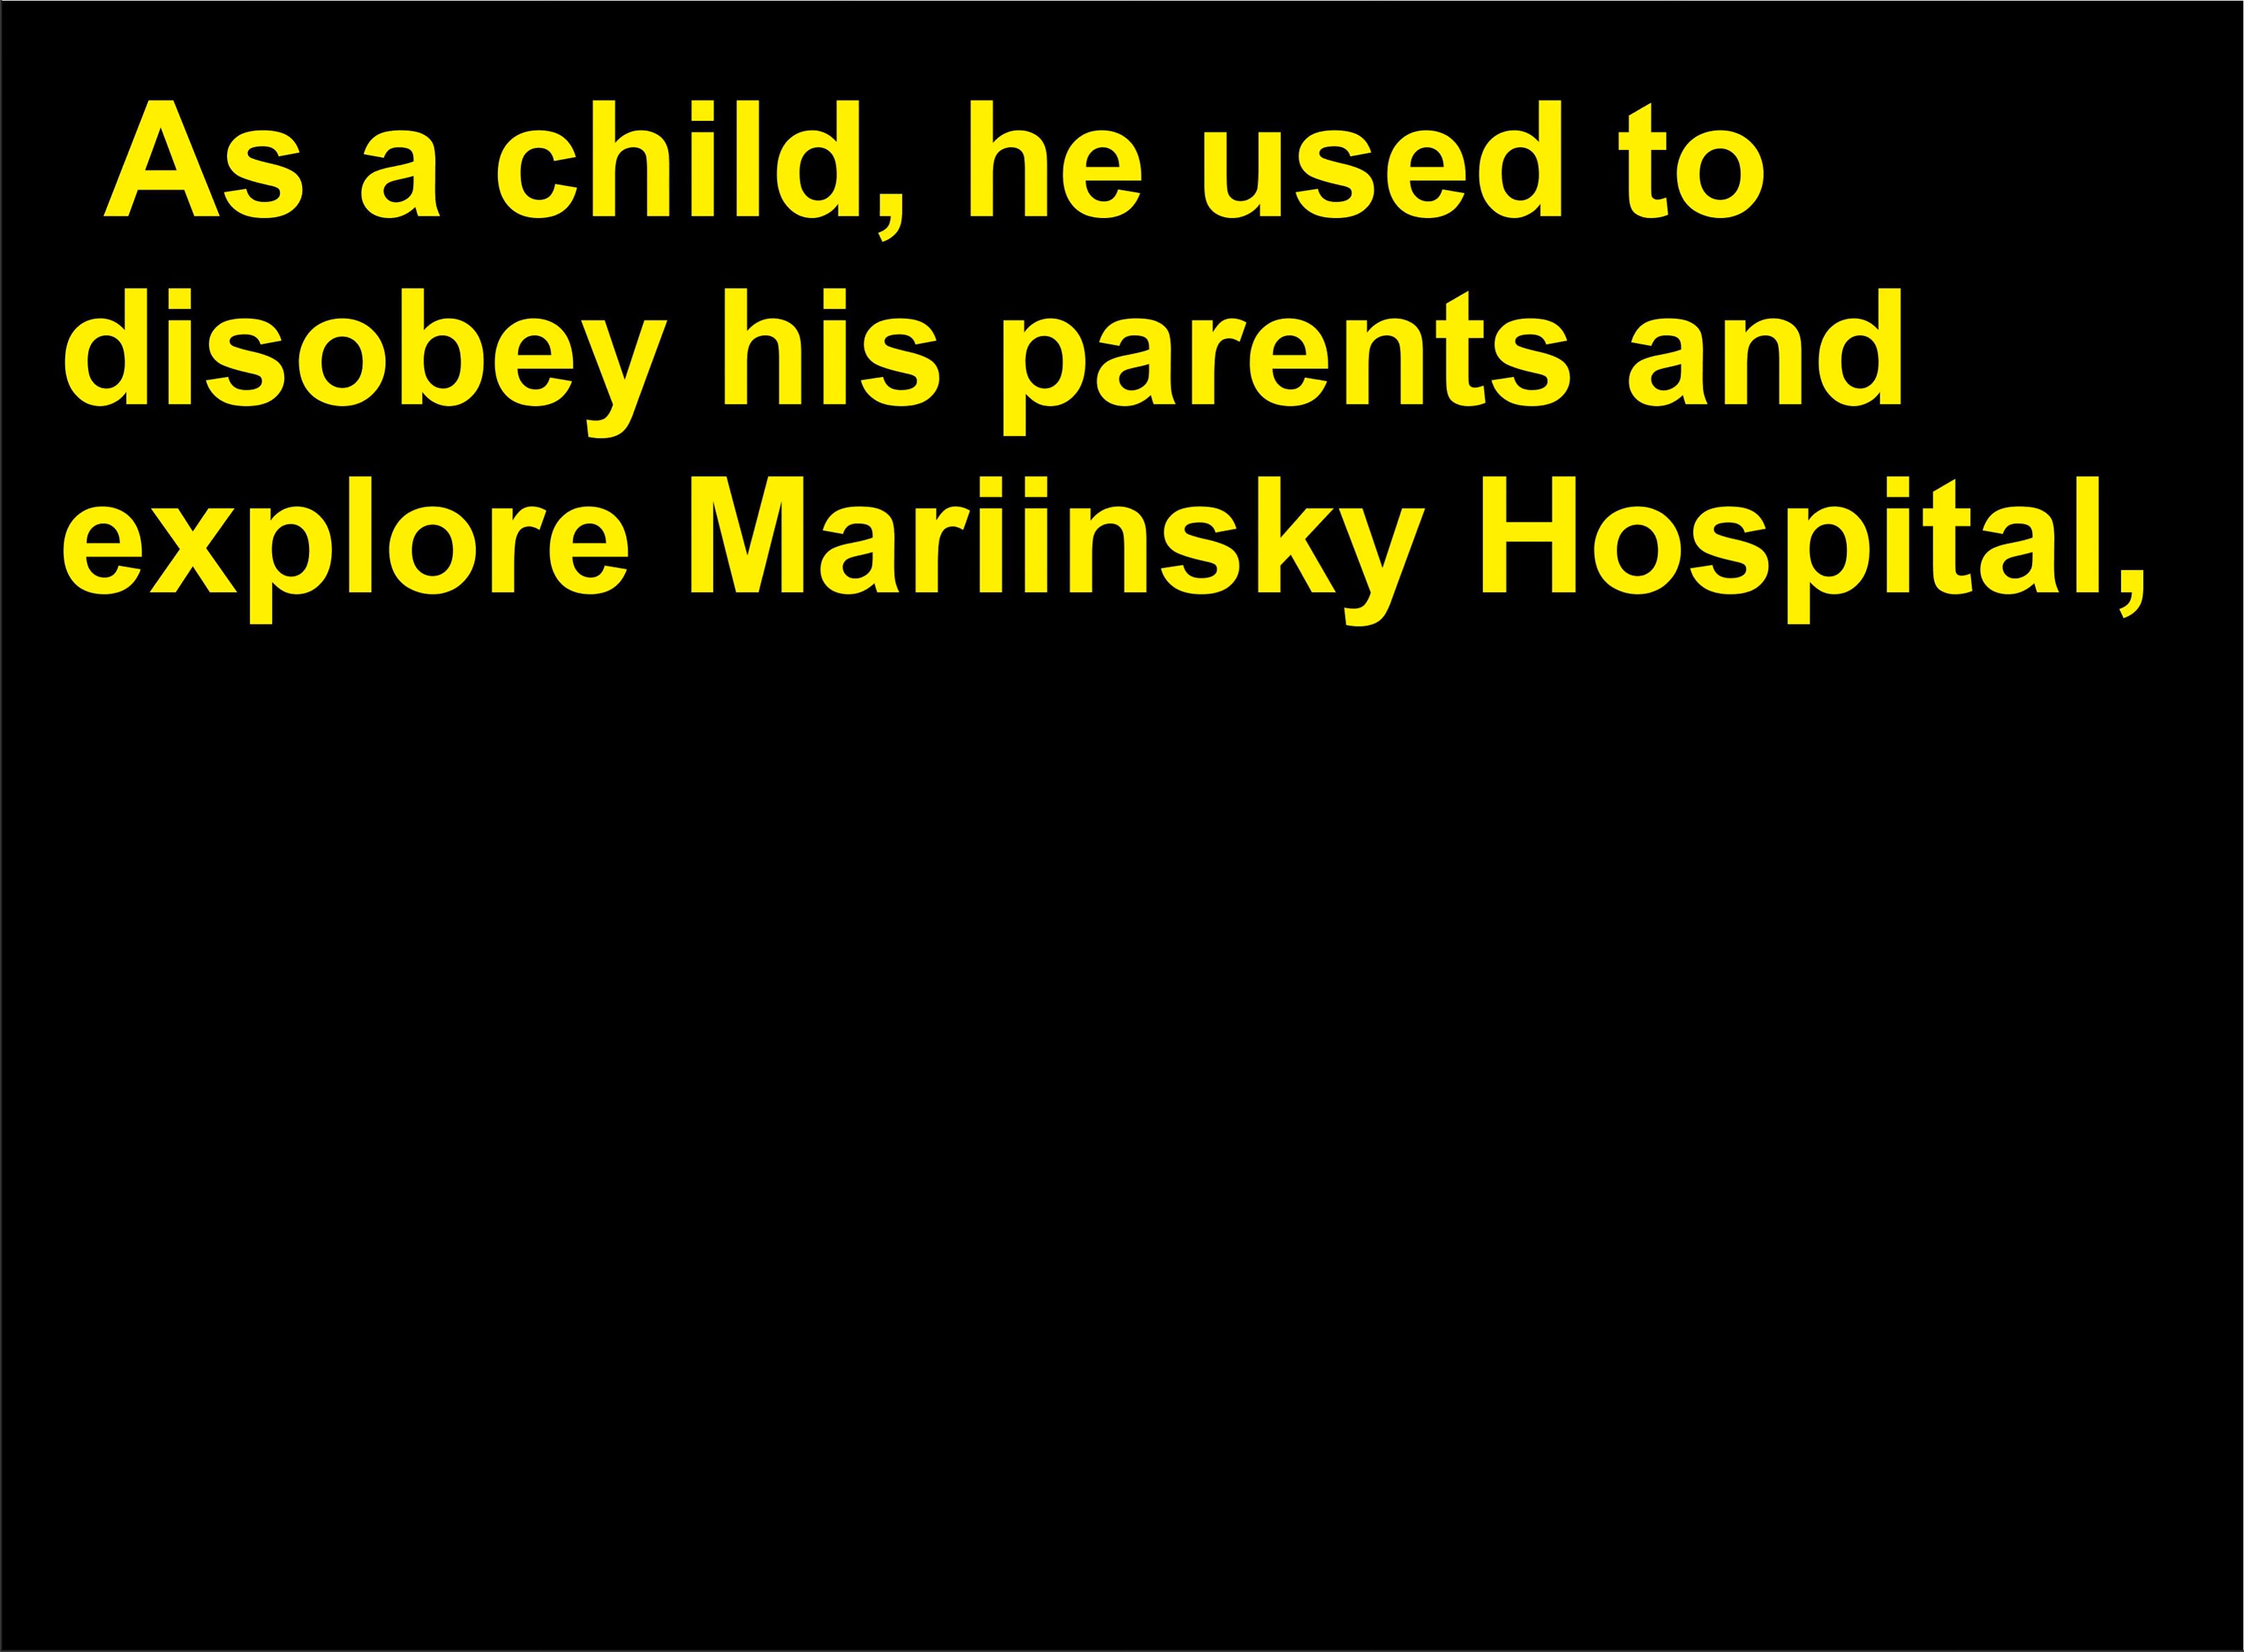 As a child, he used to
disobey his parents and
explore Mariinsky Hospital,